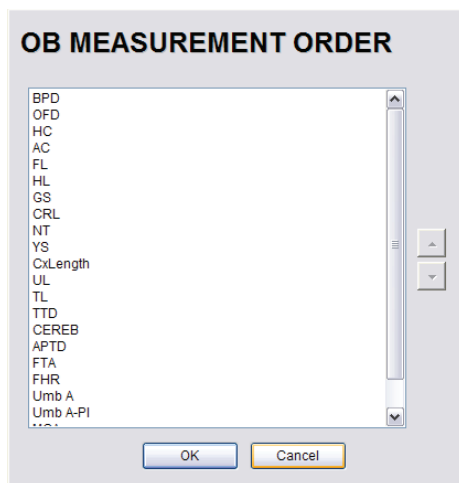 OB MEASUREMENT ORDER
BPD
OFD
HC
AC
FL
HL
GS
CRL
NT
YS
CxLength
UL
TL
TTD
CEREB
APTD
FTA
FHR
Umb A
Umb A-PI
OK
Cancel